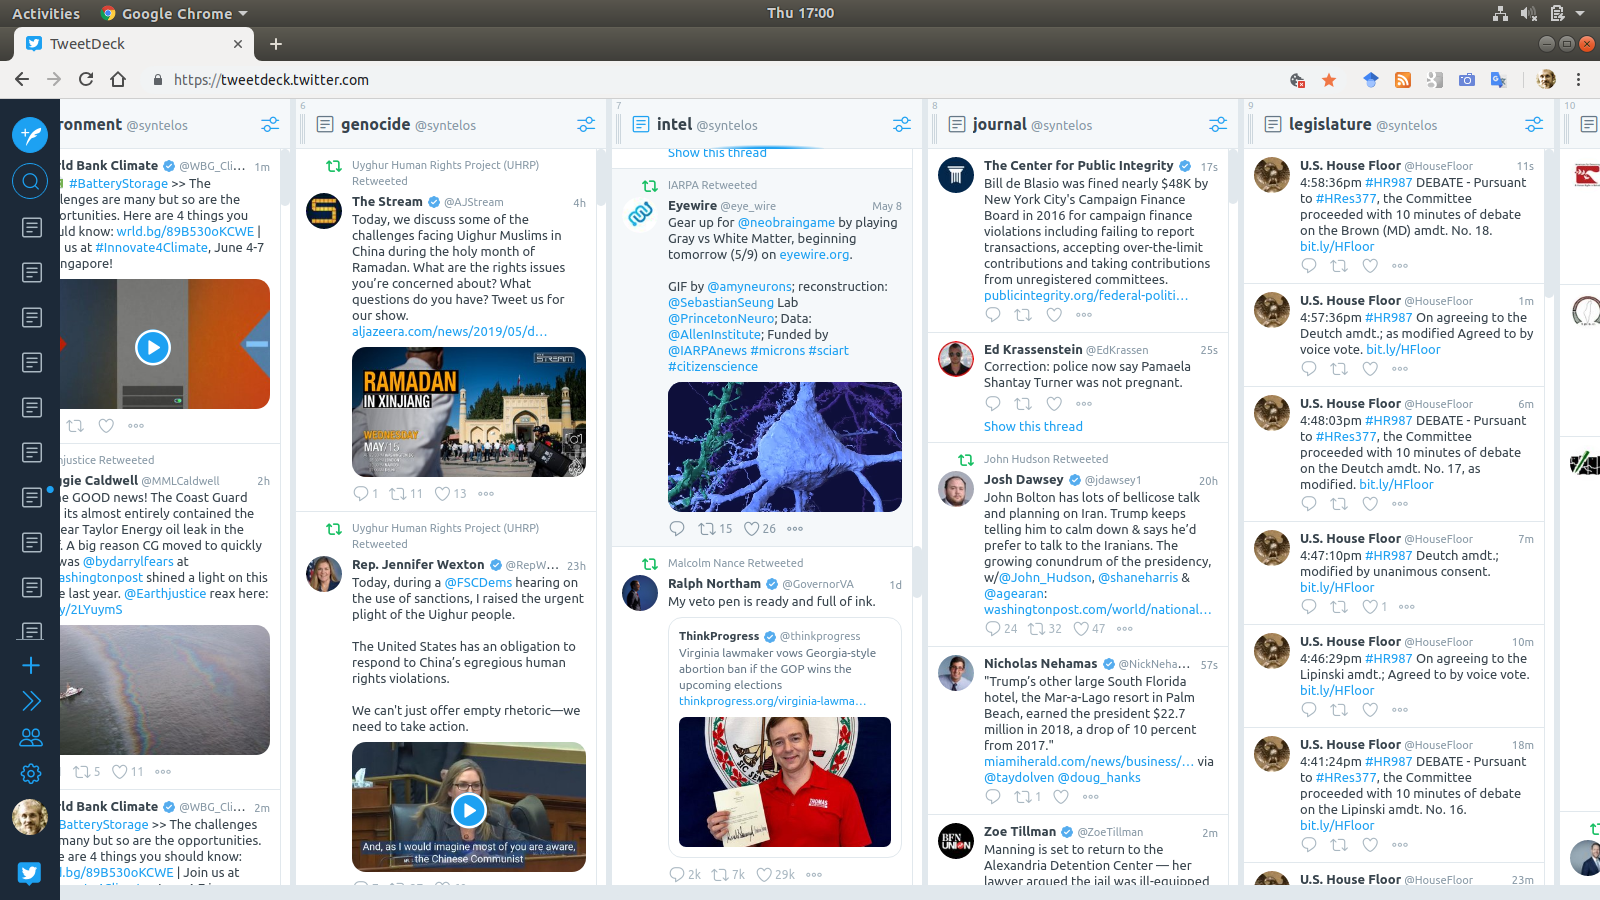 Activities
Google Chrome
Thu 17:00
TweetDeck
https://tweetdeck.twitter.com
ronment @syntelos
ld Bank Climate @WBG_Cli... 1m
#BatteryStorage >> The
lenges are many but so are the
ortunities. Here are 4 things you
uld know: wrld.bg/89B530oKCWE |
us at #Innovate4Climate, June 4-7
ingapore!
njustice Retweeted
ggie Caldwell @MMLCaldwell 2h
e GOOD news! The Coast Guard
its almost entirely contained the
ear Taylor Energy oil leak in the
. A big reason CG moved to quickly
was @bydarrylfears at
ashingtonpost shined a light on this
e last year. @Earthjustice reax here:
y/2LYuymS
5 11
ld Bank Climate @WBG_Cli... 2m
BatteryStorage >> The challenges
many but so are the opportunities.
e are 4 things you should know:
d.bg/89B530oKCWE | Join us at
6
genocide @syntelos
Uyghur Human Rights Project (UHRP)
Retweeted
The Stream @AJStream 4h
Today, we discuss some of the
challenges facing Uighur Muslims in
China during the holy month of
Ramadan. What are the rights issues
you're concerned about? What
questions do you have? Tweet us for
our show.
aljazeera.com/news/2019/05/d...
STREAM
RAMADAN
IN XINJIANG
WEDNESDAY
MAY/15
1 11 13
Uyghur Human Rights Project (UHRP)
Retweeted
Rep. Jennifer Wexton @RepW... 23h
Today, during a @FSCDems hearing on
the use of sanctions, I raised the urgent
plight of the Uighur people.
The United States has an obligation to
respond to China's egregious human
rights violations.
We can't just offer empty rhetoric—we
need to take action.
And, as I would imagine most of you are aware,
... the Chinese Communist
7
intel @syntelos
Show this thread
IARPA Retweeted
Eyewire @eye_wire May 8
Gear up for @neobraingame by playing
Gray vs White Matter, beginning
tomorrow (5/9) on eyewire.org.
GIF by @amyneurons; reconstruction:
@SebastianSeung Lab
@PrincetonNeuro; Data:
@AllenInstitute; Funded by
@IARPAnews #microns #sciart
#citizenscience
15 26
Malcolm Nance Retweeted
Ralph Northam @GovernorVA 1d
My veto pen is ready and full of ink.
ThinkProgress @thinkprogress
Virginia lawmaker vows Georgia-style
abortion ban if the GOP wins the
upcoming elections
thinkprogress.org/virginia-lawma...
THOMAS
2k 7k 29k
8
journal @syntelos
The Center for Public Integrity 17s
Bill de Blasio was fined nearly $48K by
New York City's Campaign Finance
Board in 2016 for campaign finance
violations including failing to report
transactions, accepting over-the-limit
contributions and taking contributions
from unregistered committees.
publicintegrity.org/federal-politi...
Ed Krassenstein @EdKrassen 25s
Correction: police now say Pamaela
Shantay Turner was not pregnant.
Show this thread
John Hudson Retweeted
Josh Dawsey @jdawsey1 20h
John Bolton has lots of bellicose talk
and planning on Iran. Trump keeps
telling him to calm down & says he'd
prefer to talk to the Iranians. The
growing conundrum of the presidency,
w/@John_Hudson, @shaneharris &
@agearan:
washingtonpost.com/world/national...
24 32 47
Nicholas Nehamas @NickNeha... 57s
"Trump's other large South Florida
hotel, the Mar-a-Lago resort in Palm
Beach, earned the president $22.7
million in 2018, a drop of 10 percent
from 2017."
miamiherald.com/news/business/... via
@taydolven @doug_hanks
1
BFN
UNION
Zoe Tillman @ZoeTillman 2m
Manning is set to return to the
Alexandria Detention Center — her
lawyer argued the jail was ill-equipped
9
legislature @syntelos
U.S. House Floor @HouseFloor 11s
4:58:36pm #HR987 DEBATE - Pursuant
to #HRes377, the Committee
proceeded with 10 minutes of debate
on the Brown (MD) amdt. No. 18.
bit.ly/HFloor
U.S. House Floor @HouseFloor 1m
4:57:36pm #HR987 On agreeing to the
Deutch amdt.; as modified Agreed to by
voice vote. bit.ly/HFloor
U.S. House Floor @HouseFloor 6m
4:48:03pm #HR987 DEBATE - Pursuant
to #HRes377, the Committee
proceeded with 10 minutes of debate
on the Deutch amdt. No. 17, as
modified. bit.ly/HFloor
U.S. House Floor @HouseFloor 7m
4:47:10pm #HR987 Deutch amdt.;
modified by unanimous consent.
bit.ly/HFloor
1
U.S. House Floor @HouseFloor 10m
4:46:29pm #HR987 On agreeing to the
Lipinski amdt.; Agreed to by voice vote.
bit.ly/HFloor
U.S. House Floor @HouseFloor 18m
4:41:24pm #HR987 DEBATE - Pursuant
to #HRes377, the Committee
proceeded with 10 minutes of debate
on the Lipinski amdt. No. 16.
bit.ly/HFloor
U.S. House Floor @HouseFloor 23m
10